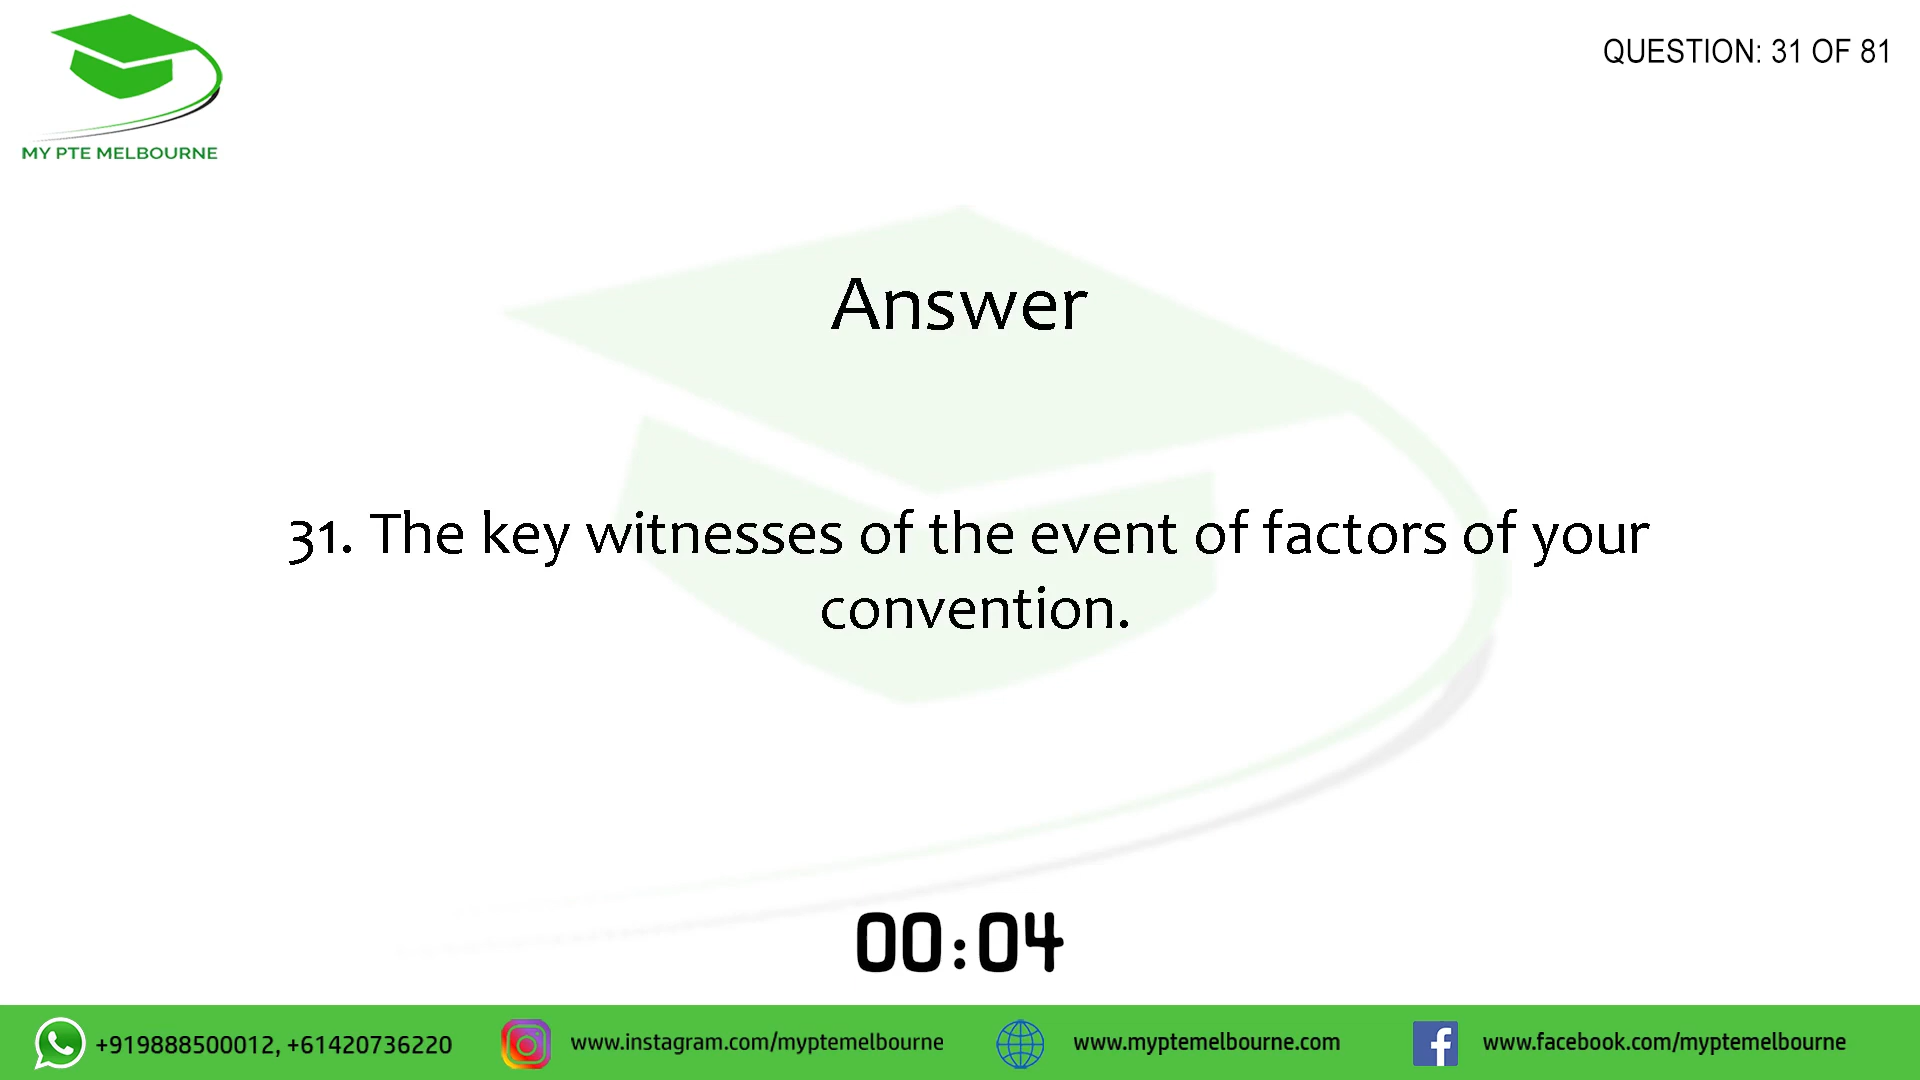 MY PTE MELBOURNE
QUESTION: 31 OF 81
Answer
31. The key witnesses of the event of factors of your
convention.
00:04
+919888500012, +61420736220
www.instagram.com/myptemelbourne
www.myptemelbourne.com
www.facebook.com/myptemelbourne